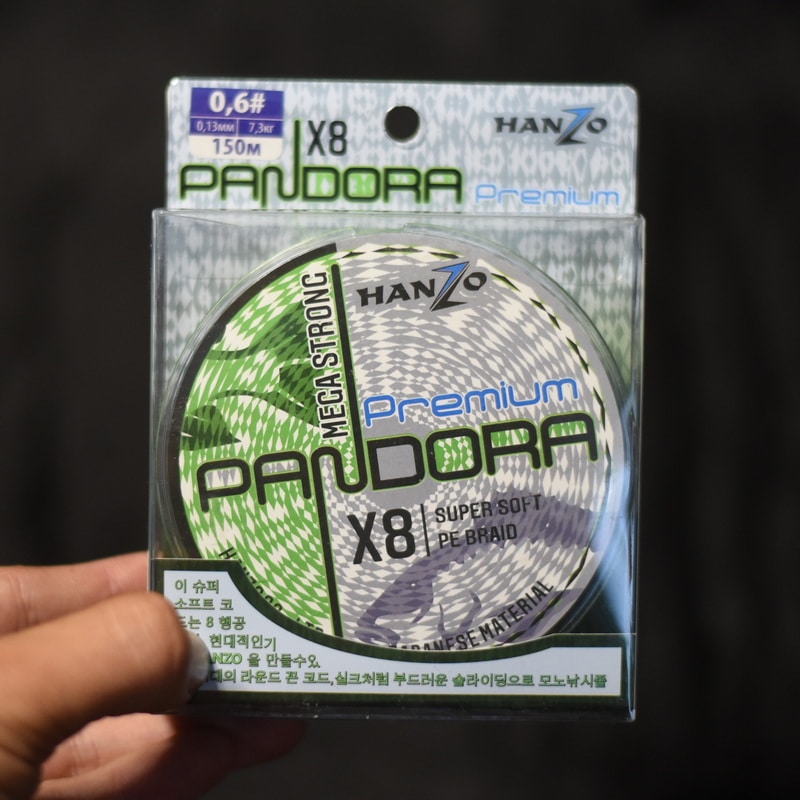 0,6#
0,13мм 7,3кг
150м
X8
PANDORA Premium
HANZO
HANZO
MEGA STRONG
Premium
PANDORA
X8 SUPER SOFT
PE BRAID
JAPANESE MATERIAL
이 슈퍼
소프트 코
드는 8 행공
현대적인기
HANZO 을 만들수있
대의 라운드 끈 코드,실크처럼 부드러운 슬라이딩으로 모노낚시줄